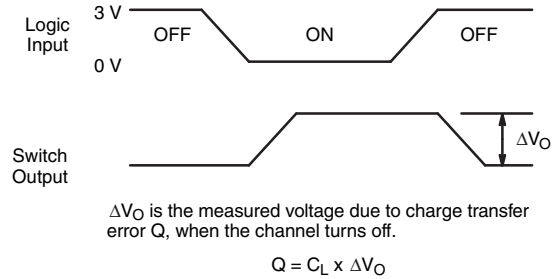 3 V
Logic
Input
OFF
ON
OFF
0 V
ΔVO
Switch
Output
ΔVO is the measured voltage due to charge transfer
error Q, when the channel turns off.
Q = CL x ΔVO